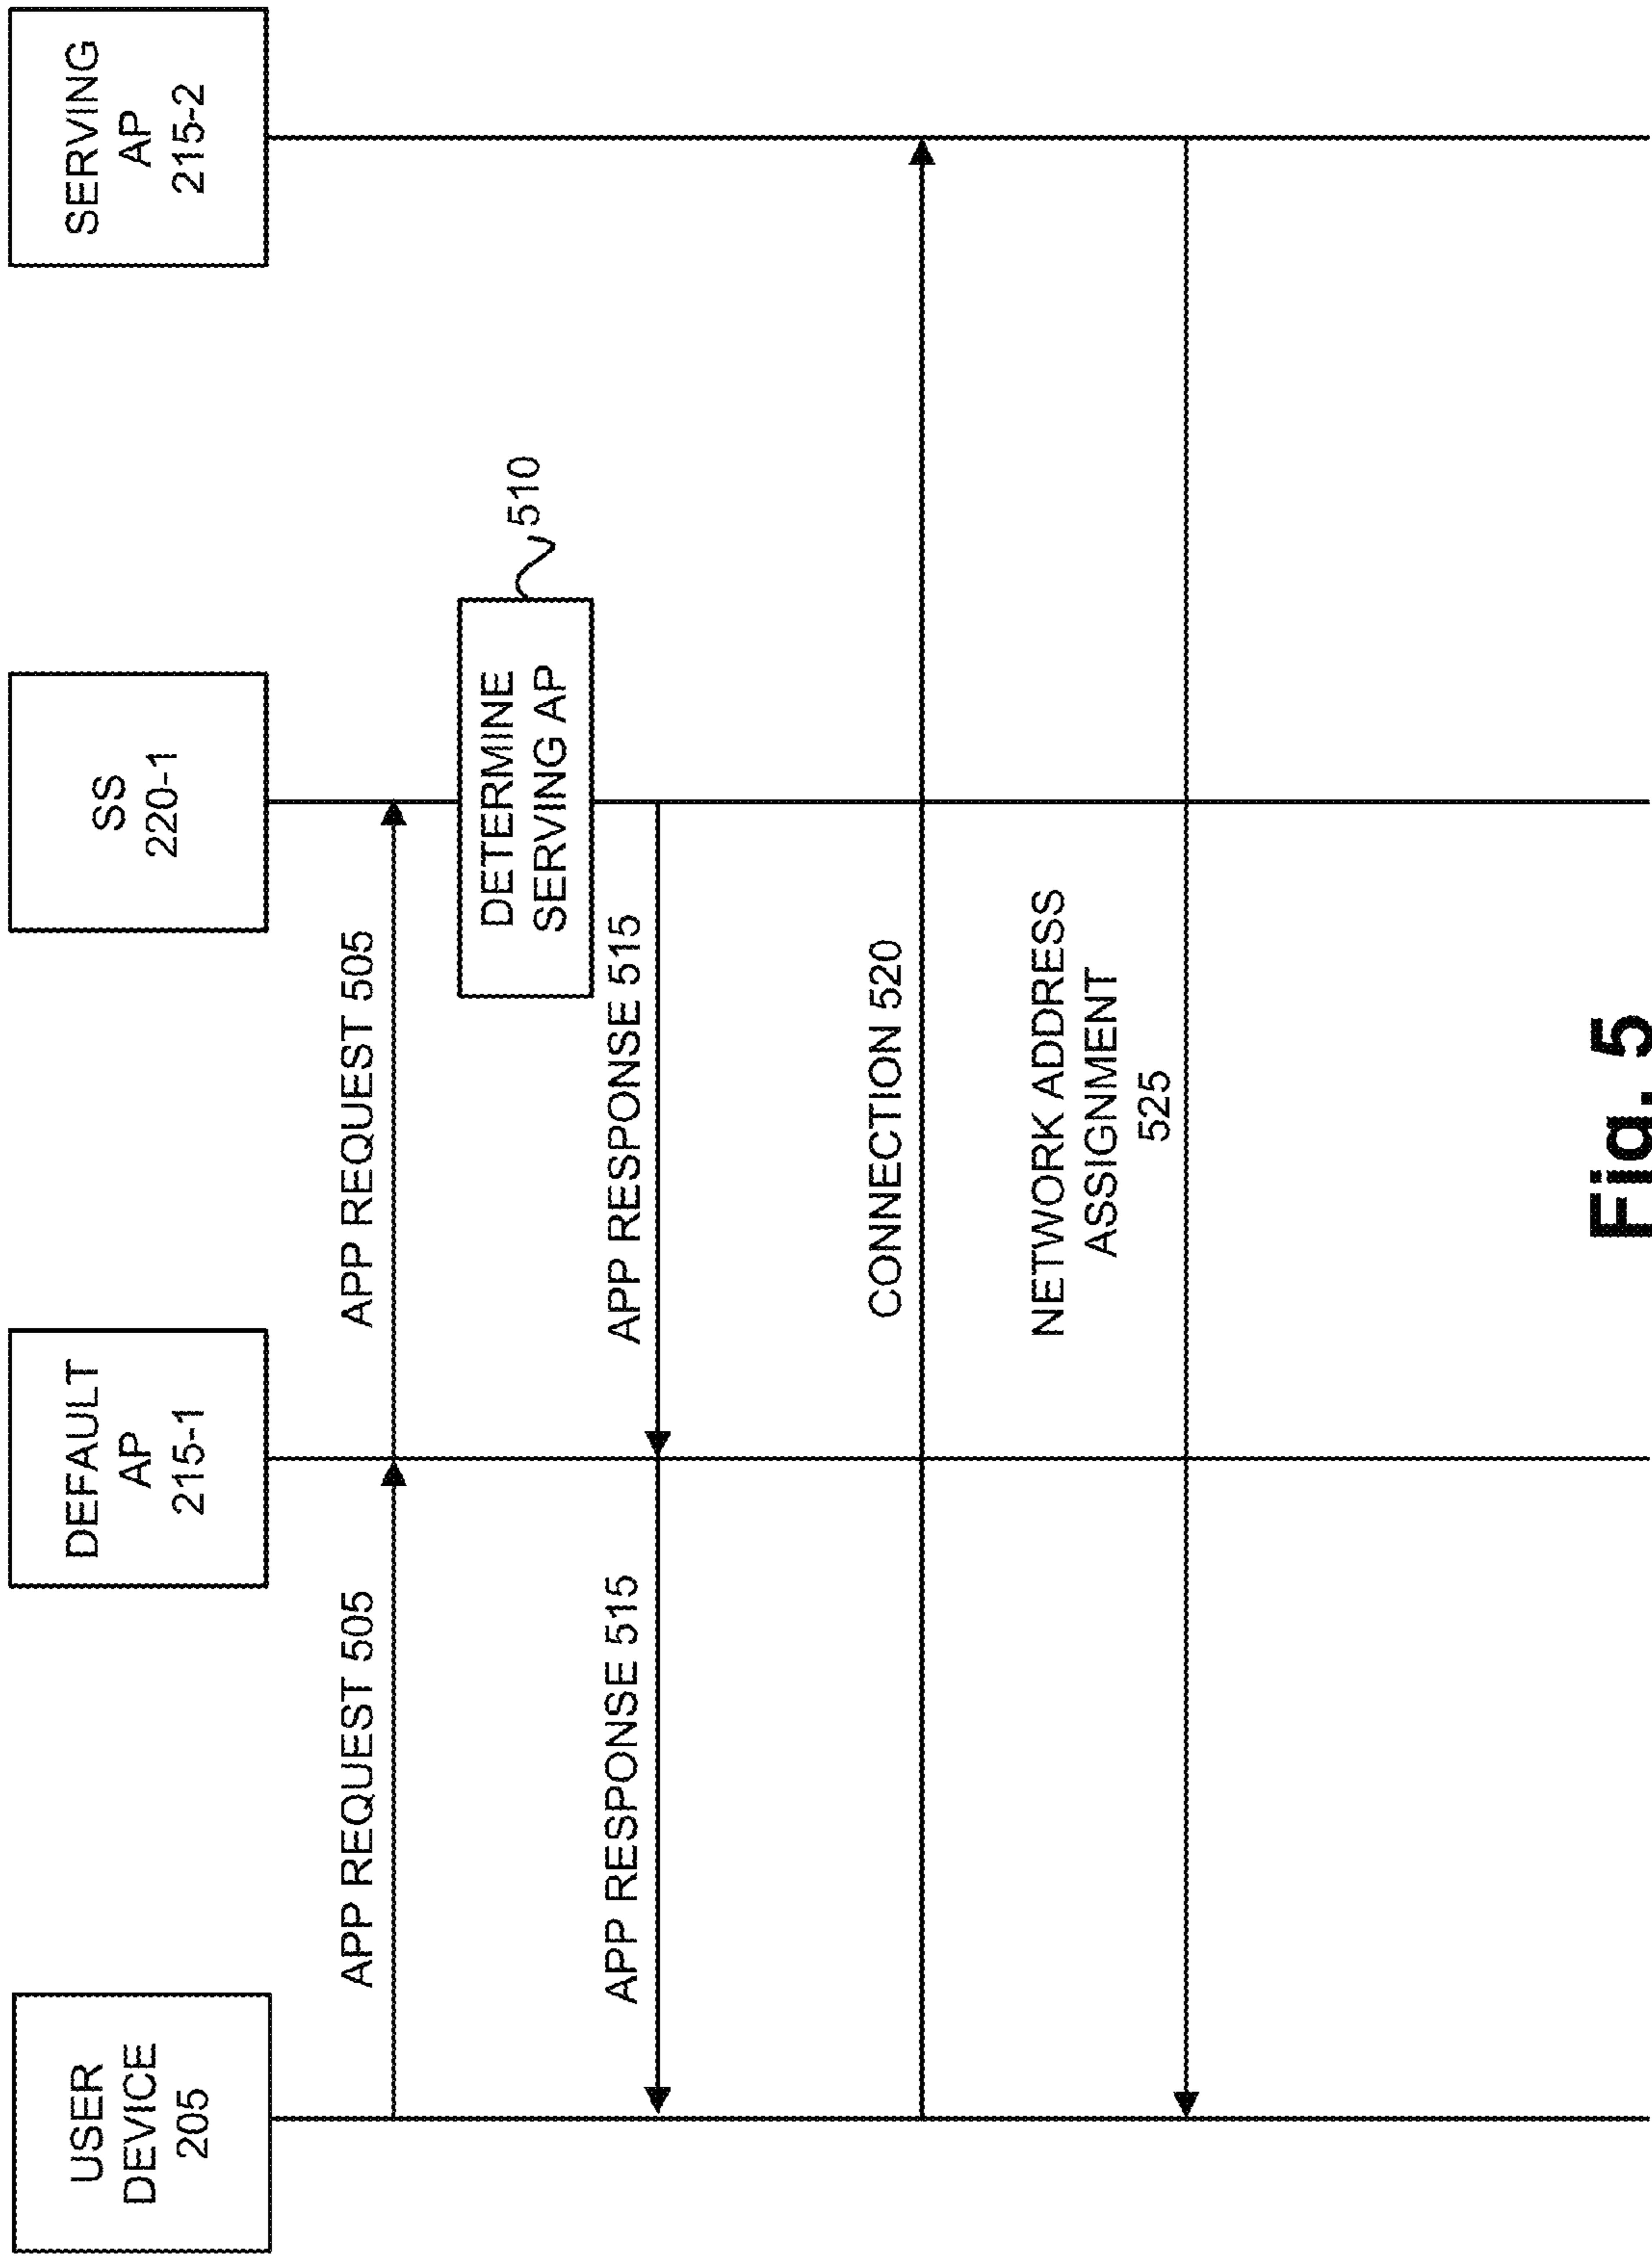 USER
DEVICE
205
DEFAULT
AP
215-1
SS
220-1
SERVING
AP
215-2
APP REQUEST 505
APP REQUEST 505
DETERMINE
SERVING AP
510
APP RESPONSE 515
APP RESPONSE 515
CONNECTION 520
NETWORK ADDRESS
ASSIGNMENT
525
Fig. 5